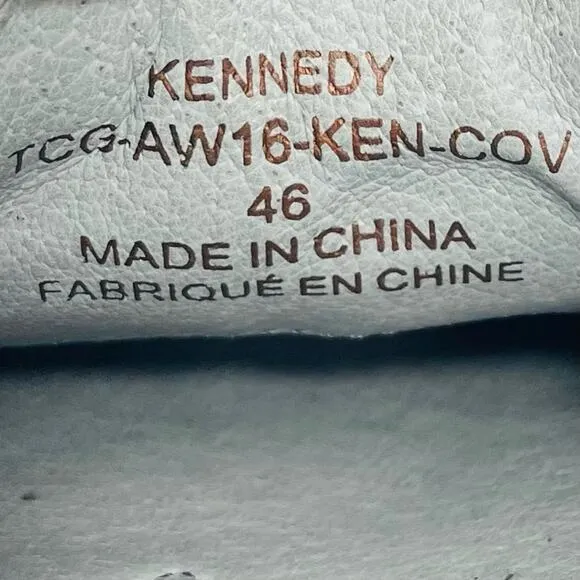 KENNEDY
TCG-AW16-KEN-COV
46
MADE IN CHINA
FABRIQUÉ EN CHINE